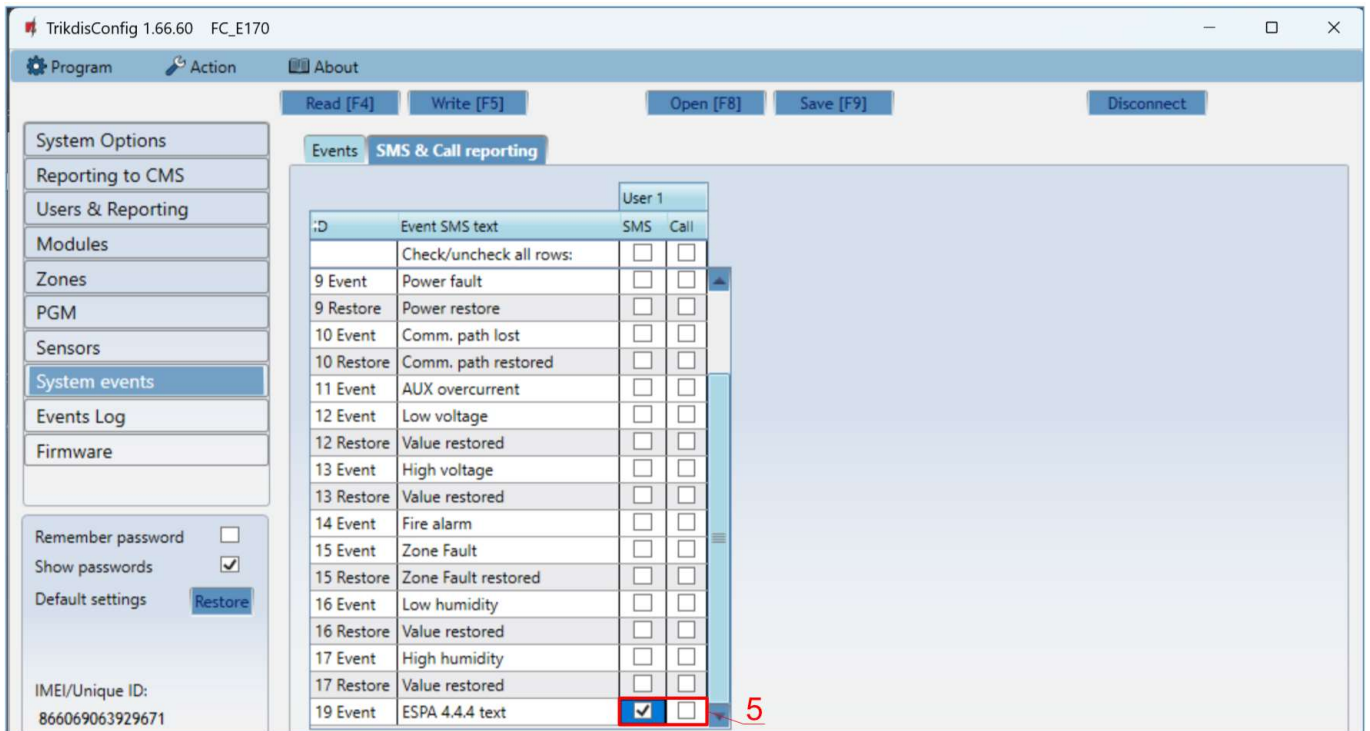 TrikdisConfig 1.66.60 FC_E170
Program Action About
Read [F4] Write [F5] Open [F8] Save [F9] Disconnect
System Options
Reporting to CMS
Users & Reporting
Modules
Zones
PGM
Sensors
System events
Events Log
Firmware
Remember password
Show passwords
Default settings Restore
IMEI/Unique ID:
866069063929671
Events SMS & Call reporting
User 1
ID Event SMS text SMS Call
Check/uncheck all rows:
9 Event Power fault
9 Restore Power restore
10 Event Comm. path lost
10 Restore Comm. path restored
11 Event AUX overcurrent
12 Event Low voltage
12 Restore Value restored
13 Event High voltage
13 Restore Value restored
14 Event Fire alarm
15 Event Zone Fault
15 Restore Zone Fault restored
16 Event Low humidity
16 Restore Value restored
17 Event High humidity
17 Restore Value restored
19 Event ESPA 4.4.4 text
5